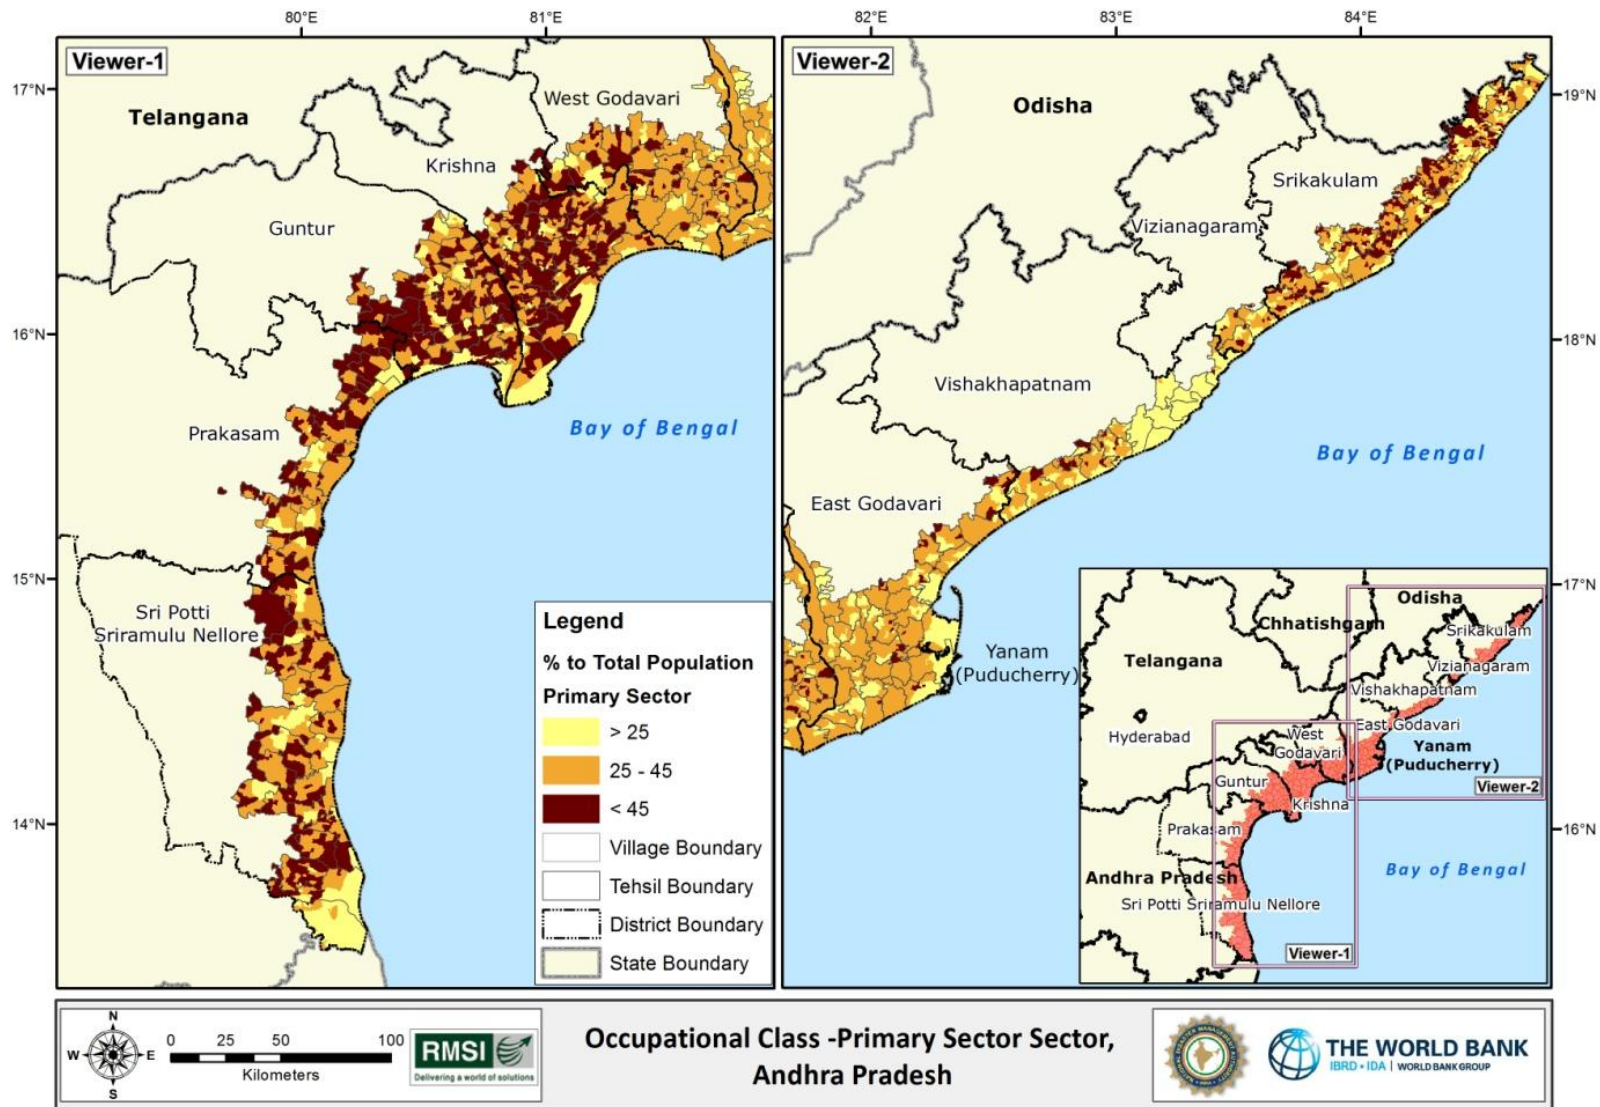 80°E
81°E
82°E
83°E
84°E
Viewer-1
17°N
16°N
15°N
14°N
Telangana
West Godavari
Krishna
Guntur
Prakasam
Bay of Bengal
Sri Potti
Sriramulu Nellore
Legend
% to Total Population
Primary Sector
> 25
25 - 45
< 45
Village Boundary
Tehsil Boundary
District Boundary
State Boundary
Viewer-2
19°N
18°N
17°N
16°N
Odisha
Srikakulam
Vizianagaram
Vishakhapatnam
East Godavari
Bay of Bengal
Yanam
(Puducherry)
Odisha
Chhatishgarh
Srikakulam
Telangana
Vizianagaram
Vishakhapatnam
East Godavari
Hyderabad
West
Godavari
Yanam
(Puducherry)
Guntur
Viewer-2
Krishna
Prakasam
Bay of Bengal
Andhra Pradesh
Sri Potti Sriramulu Nellore
Viewer-1
N
W E
S
0 25 50 100
Kilometers
RMSI
Delivering a world of solutions
Occupational Class -Primary Sector Sector,
Andhra Pradesh
THE WORLD BANK
IBRD • IDA | WORLD BANK GROUP